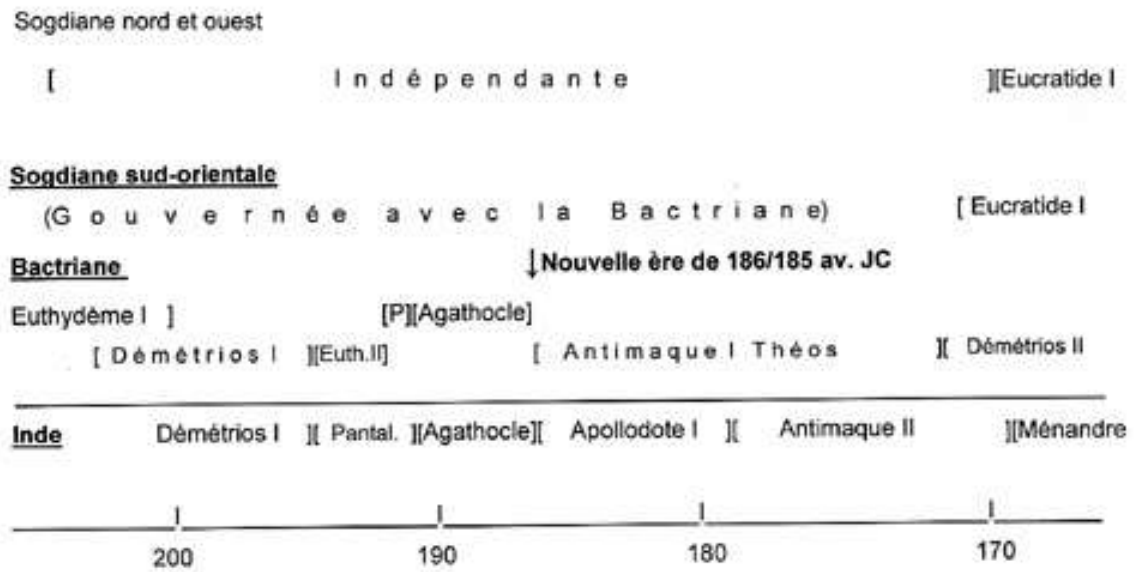 Sogdiane nord et ouest
[ Indépendante ][Eucratide I
Sogdiane sud-orientale
(Gouvernée avec la Bactriane) [ Eucratide I
↓Nouvelle ère de 186/185 av. JC
Bactriane
Euthydème I ] [P][Agathocle]
[ Démétrios I ][Euth.II] [ Antimaque I Théos ][ Démétrios II
Inde Démétrios I ][ Pantal. ][Agathocle][ Apollodote I ][ Antimaque II ][Ménandre
200 190 180 170